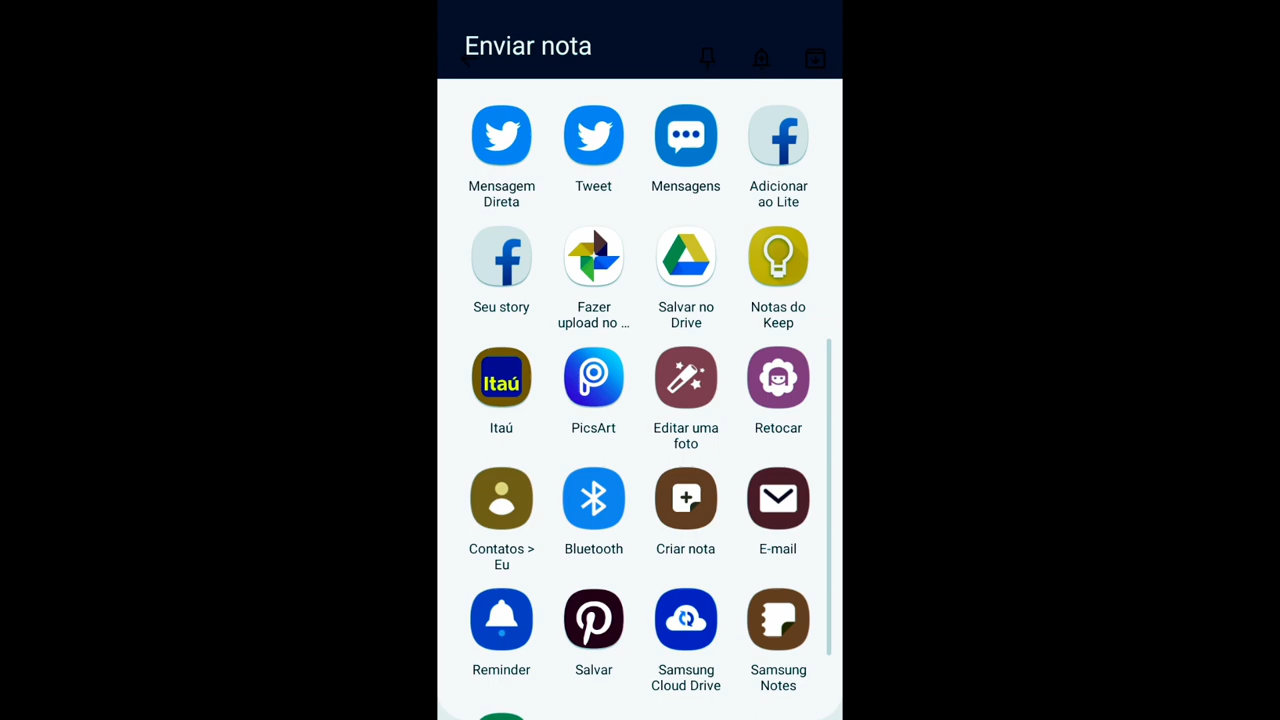 Enviar nota
Mensagem
Direta
Tweet
Mensagens
Adicionar
ao Lite
Seu story
Fazer
upload no ...
Salvar no
Drive
Notas do
Keep
Itaú
Itaú
PicsArt
Editar uma
foto
Retocar
Contatos >
Eu
Bluetooth
Criar nota
E-mail
Reminder
Salvar
Samsung
Cloud Drive
Samsung
Notes